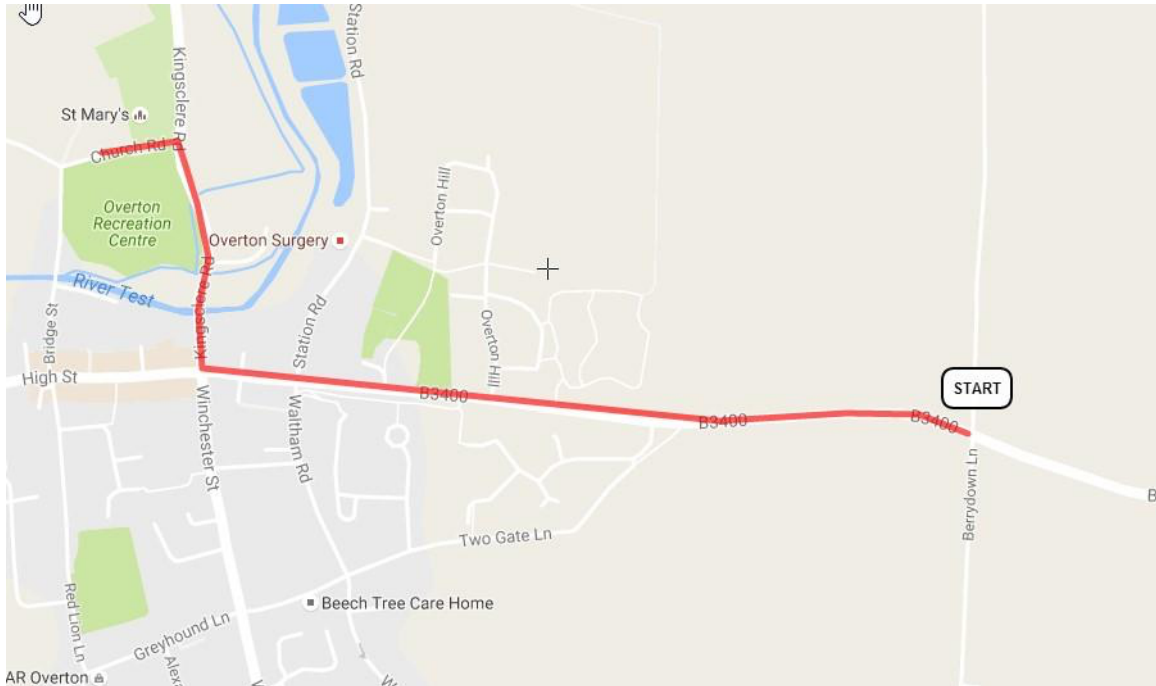 Station Rd
Kingsclere Rd
St Mary's
Church Rd
Overton
Recreation
Centre
Overton Surgery
Overton Hill
River Test
Kingsclere Rd
Bridge St
Station Rd
Overton Hill
High St
B3400
START
B3400
B3400
Winchester St
Waltham Rd
Berrydown Ln
B
Two Gate Ln
Red Lion Ln
Beech Tree Care Home
Greyhound Ln
Alexa
AR Overton
W
W